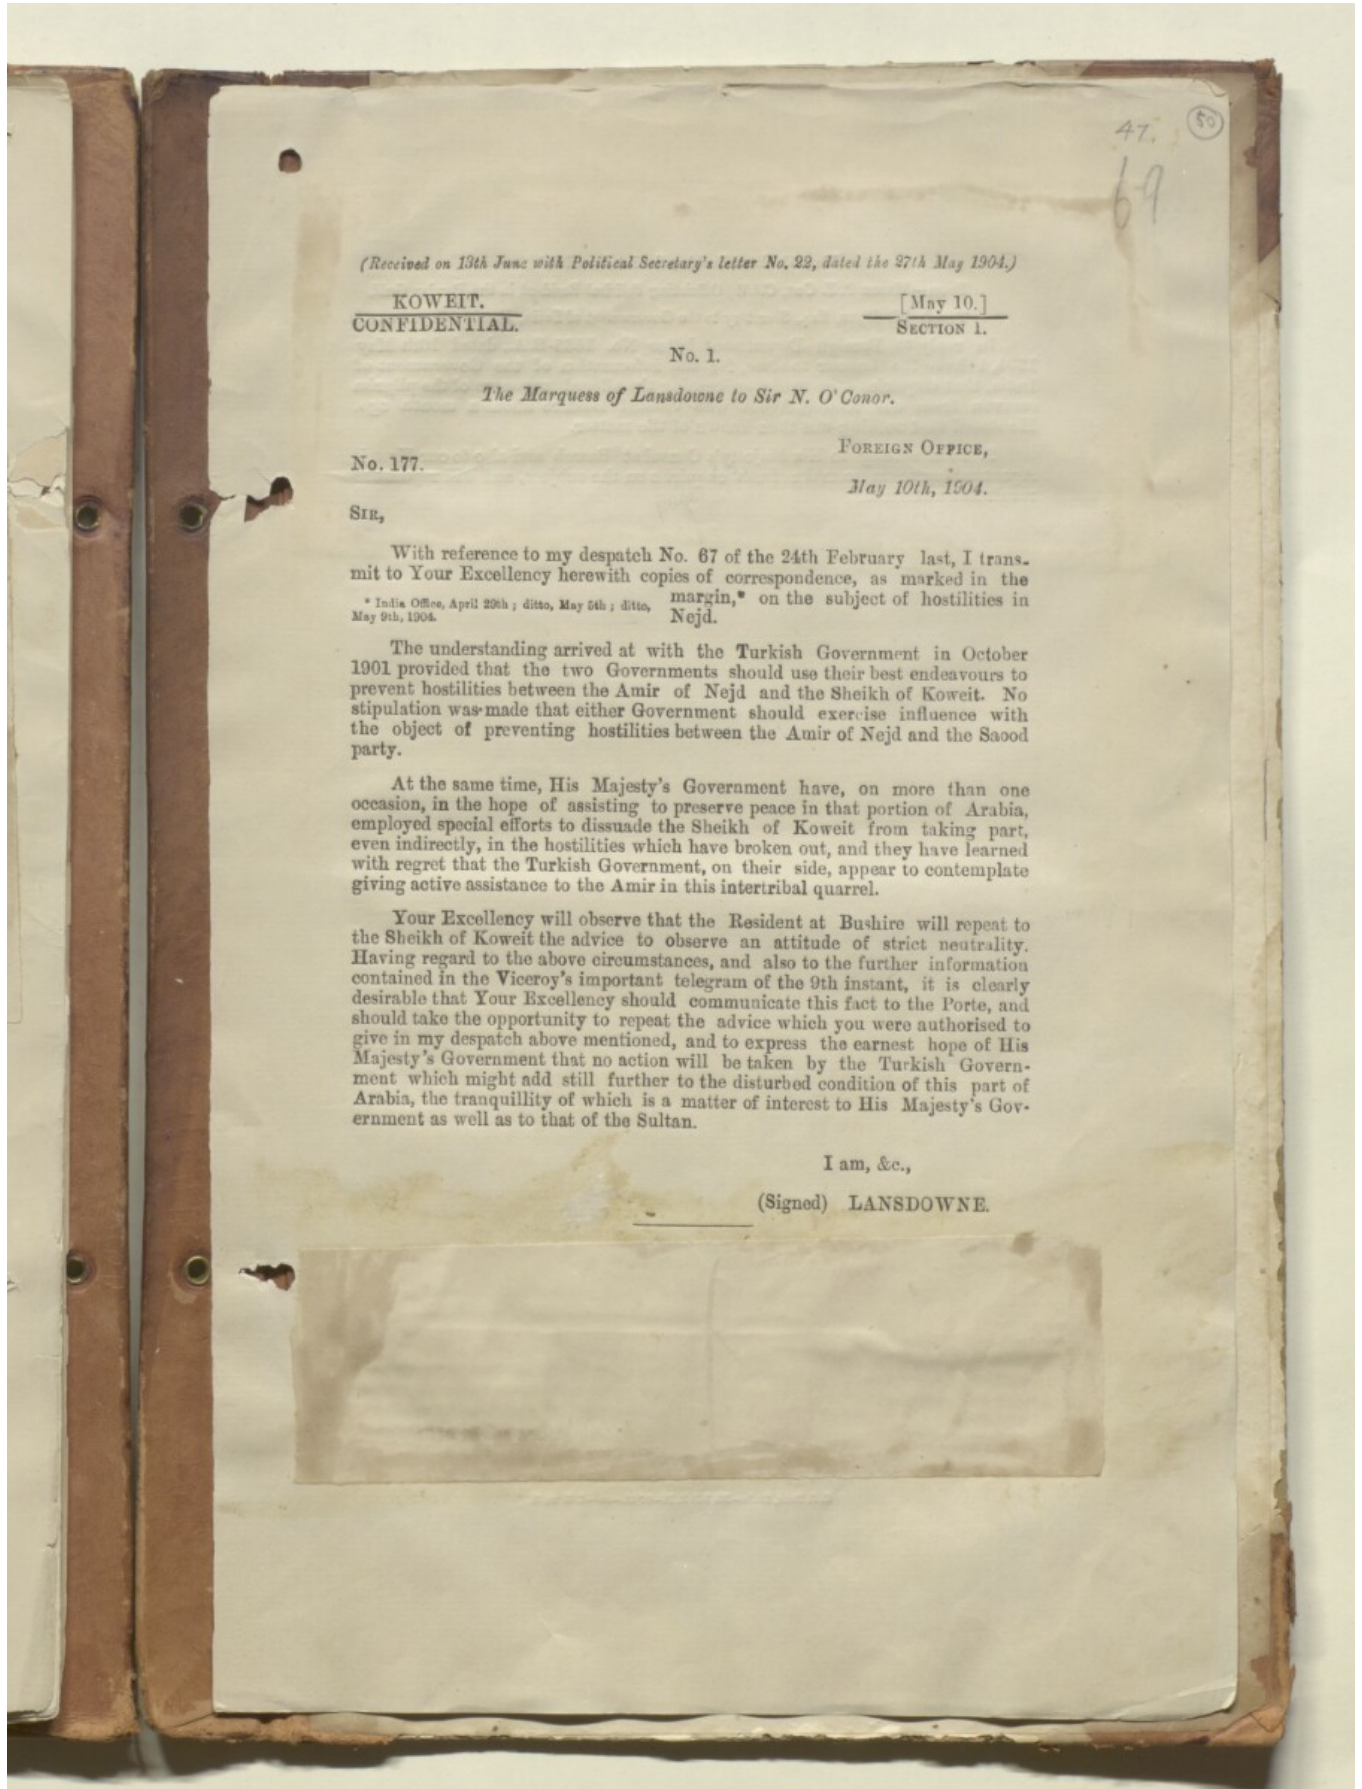 47. 50
69
(Received on 13th June with Political Secretary's letter No. 22, dated the 27th May 1904.)
KOWEIT. [May 10.]
CONFIDENTIAL. SECTION 1.
No. 1.
The Marquess of Lansdowne to Sir N. O'Conor.
FOREIGN OFFICE,
No. 177.
May 10th, 1904.
SIR,
With reference to my despatch No. 67 of the 24th February last, I trans-
mit to Your Excellency herewith copies of correspondence, as marked in the
margin,* on the subject of hostilities in
Nejd.
* India Office, April 29th; ditto, May 5th; ditto,
May 9th, 1904.
The understanding arrived at with the Turkish Government in October
1901 provided that the two Governments should use their best endeavours to
prevent hostilities between the Amir of Nejd and the Sheikh of Koweit. No
stipulation was made that either Government should exercise influence with
the object of preventing hostilities between the Amir of Nejd and the Saood
party.
At the same time, His Majesty's Government have, on more than one
occasion, in the hope of assisting to preserve peace in that portion of Arabia,
employed special efforts to dissuade the Sheikh of Koweit from taking part,
even indirectly, in the hostilities which have broken out, and they have learned
with regret that the Turkish Government, on their side, appear to contemplate
giving active assistance to the Amir in this intertribal quarrel.
Your Excellency will observe that the Resident at Bushire will repeat to
the Sheikh of Koweit the advice to observe an attitude of strict neutrality.
Having regard to the above circumstances, and also to the further information
contained in the Viceroy's important telegram of the 9th instant, it is clearly
desirable that Your Excellency should communicate this fact to the Porte, and
should take the opportunity to repeat the advice which you were authorised to
give in my despatch above mentioned, and to express the earnest hope of His
Majesty's Government that no action will be taken by the Turkish Govern-
ment which might add still further to the disturbed condition of this part of
Arabia, the tranquillity of which is a matter of interest to His Majesty's Gov-
ernment as well as to that of the Sultan.
I am, &c.,
(Signed) LANSDOWNE.